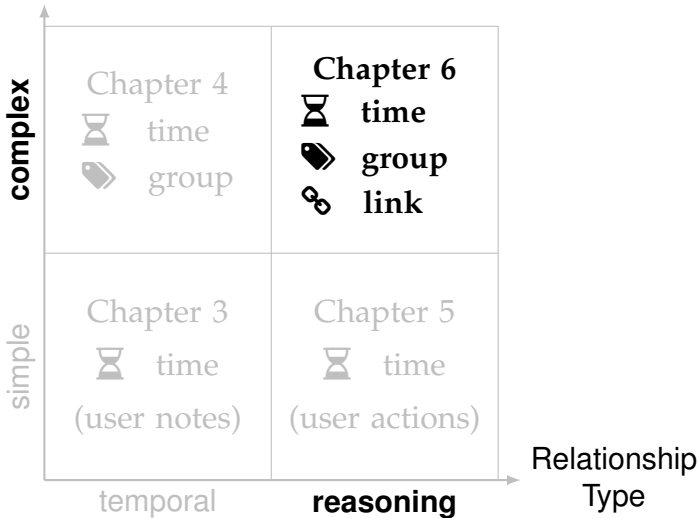 complex
Chapter 4
time
group
Chapter 6
time
group
link
simple
Chapter 3
time
(user notes)
Chapter 5
time
(user actions)
temporal
reasoning
Relationship
Type